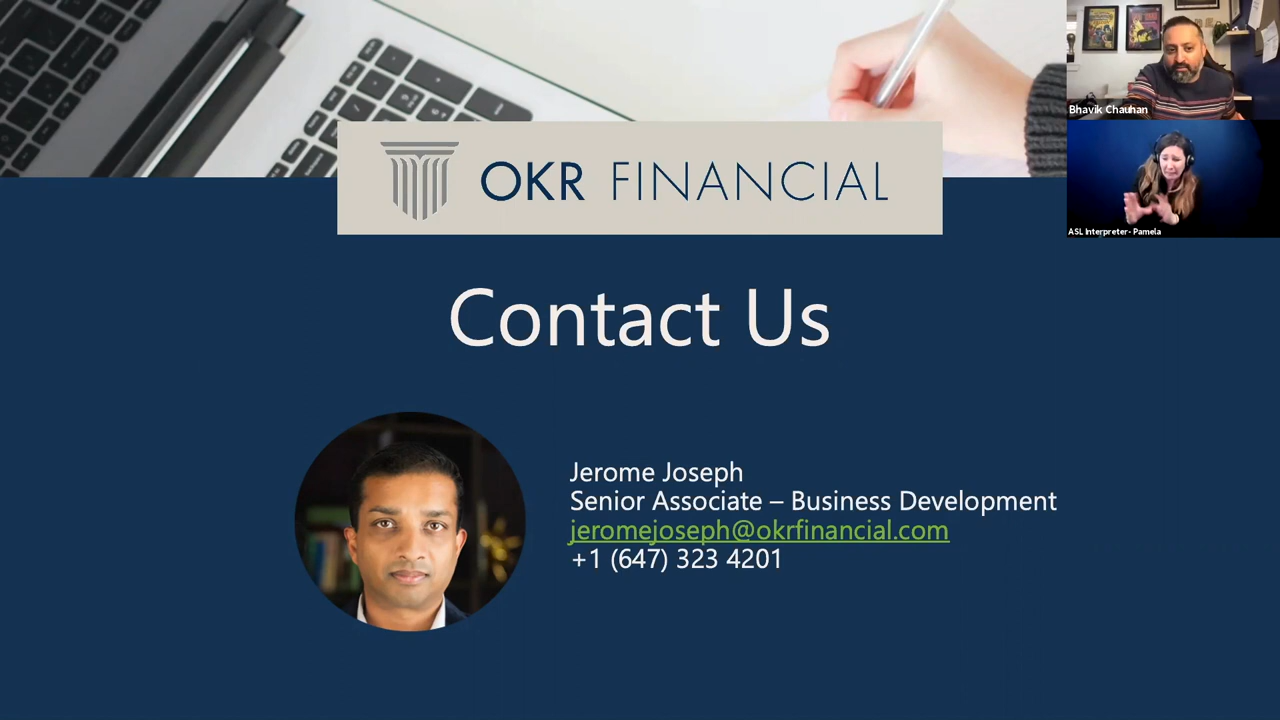 OKR FINANCIAL
Contact Us
Jerome Joseph
Senior Associate – Business Development
jeromejoseph@okrfinancial.com
+1 (647) 323 4201
Bhavik Chauhan
ASL Interpreter- Pamela